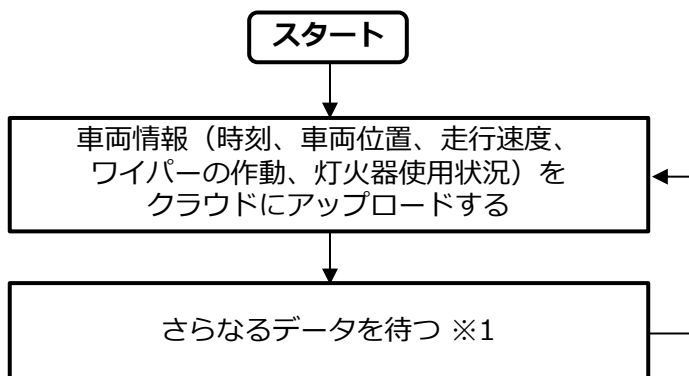 スタート
車両情報（時刻、車両位置、走行速度、
ワイパーの作動、灯火器使用状況）を
クラウドにアップロードする
さらなるデータを待つ ※1